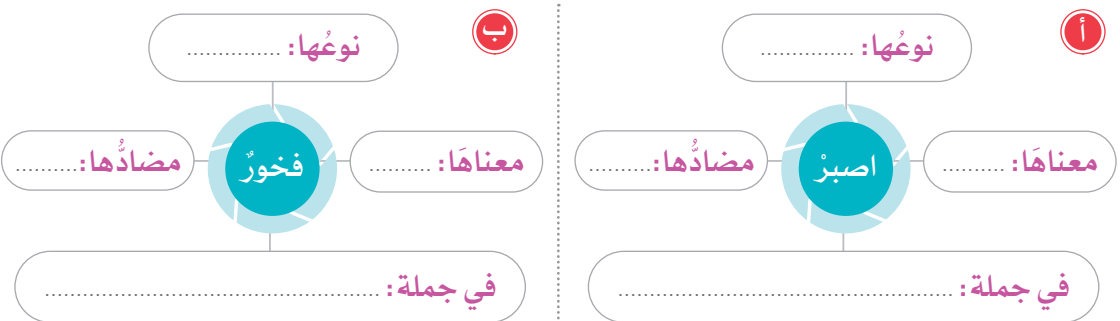 أ
نوعُها: ...............
معناهَا: ..........
اصبرْ
مضادُّها:..........
في جملة: ......................................................
ب
نوعُها: ...............
معناهَا: ..........
فخورٌ
مضادُّها:..........
في جملة: ......................................................